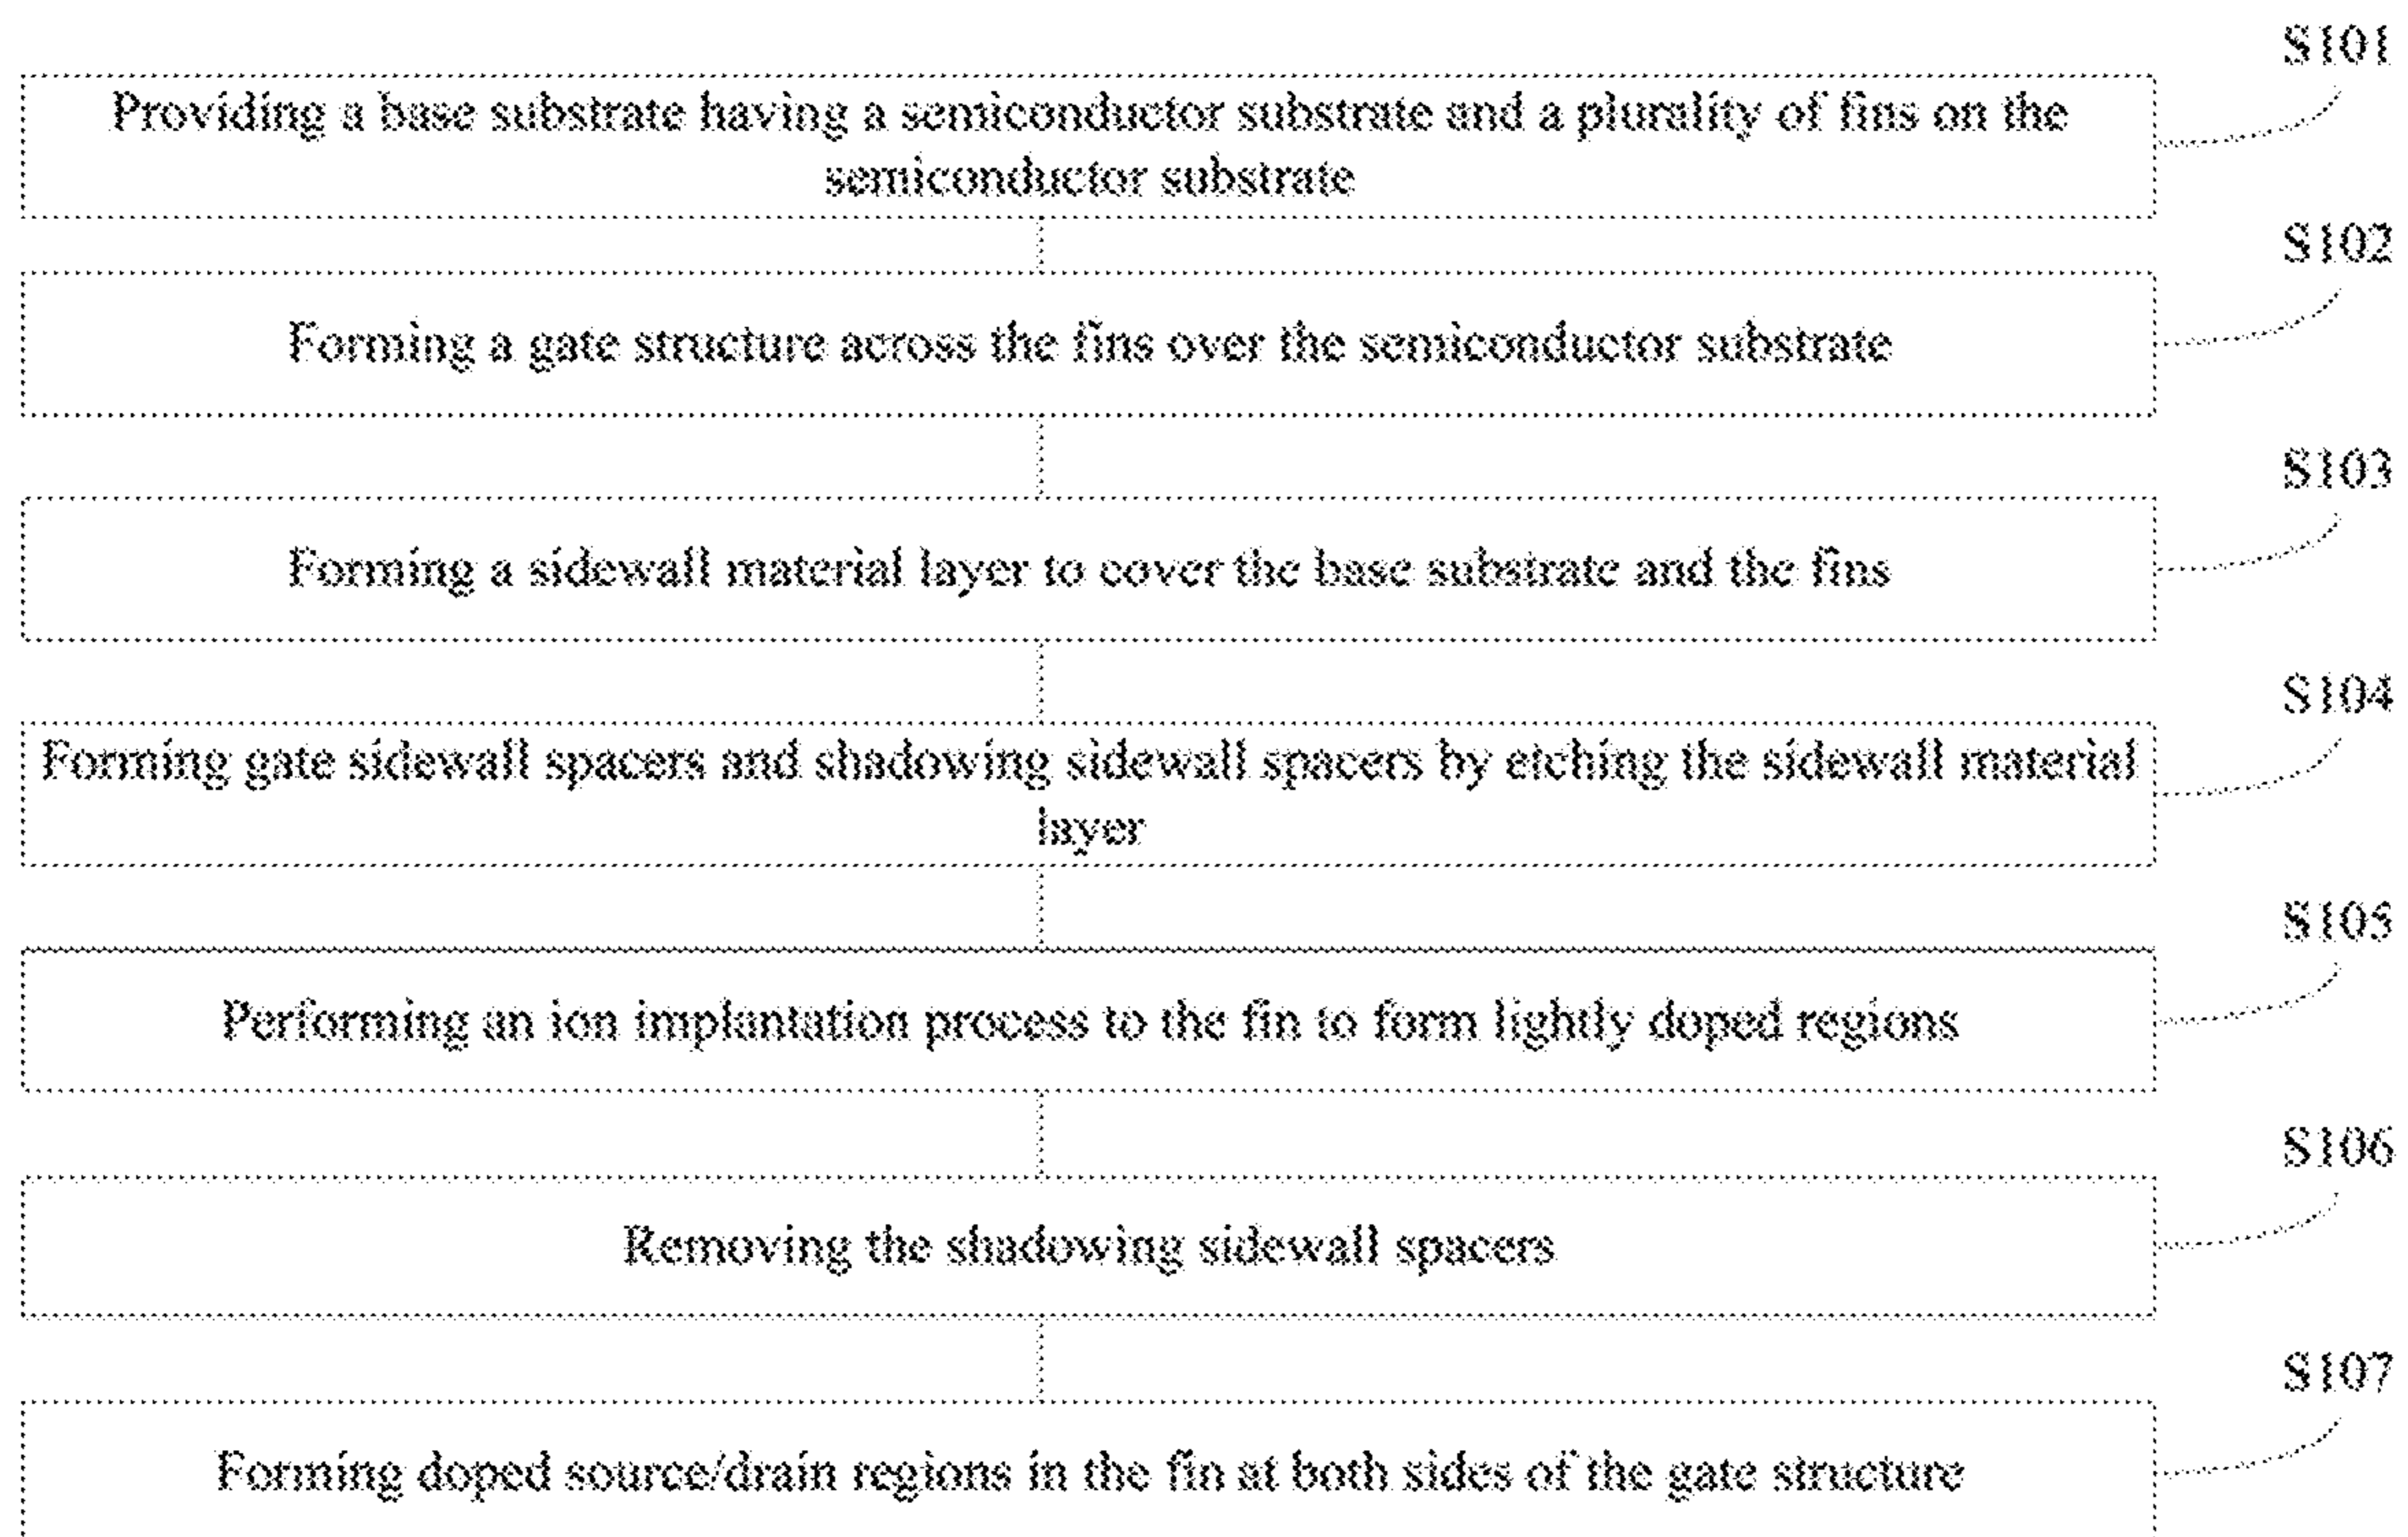 S101
Providing a base substrate having a semiconductor substrate and a plurality of fins on the
semiconductor substrate
S102
Forming a gate structure across the fins over the semiconductor substrate
S103
Forming a sidewall material layer to cover the base substrate and the fins
S104
Forming gate sidewall spacers and shadowing sidewall spacers by etching the sidewall material
layer
S105
Performing an ion implantation process to the fin to form lightly doped regions
S106
Removing the shadowing sidewall spacers
S107
Forming doped source/drain regions in the fin at both sides of the gate structure